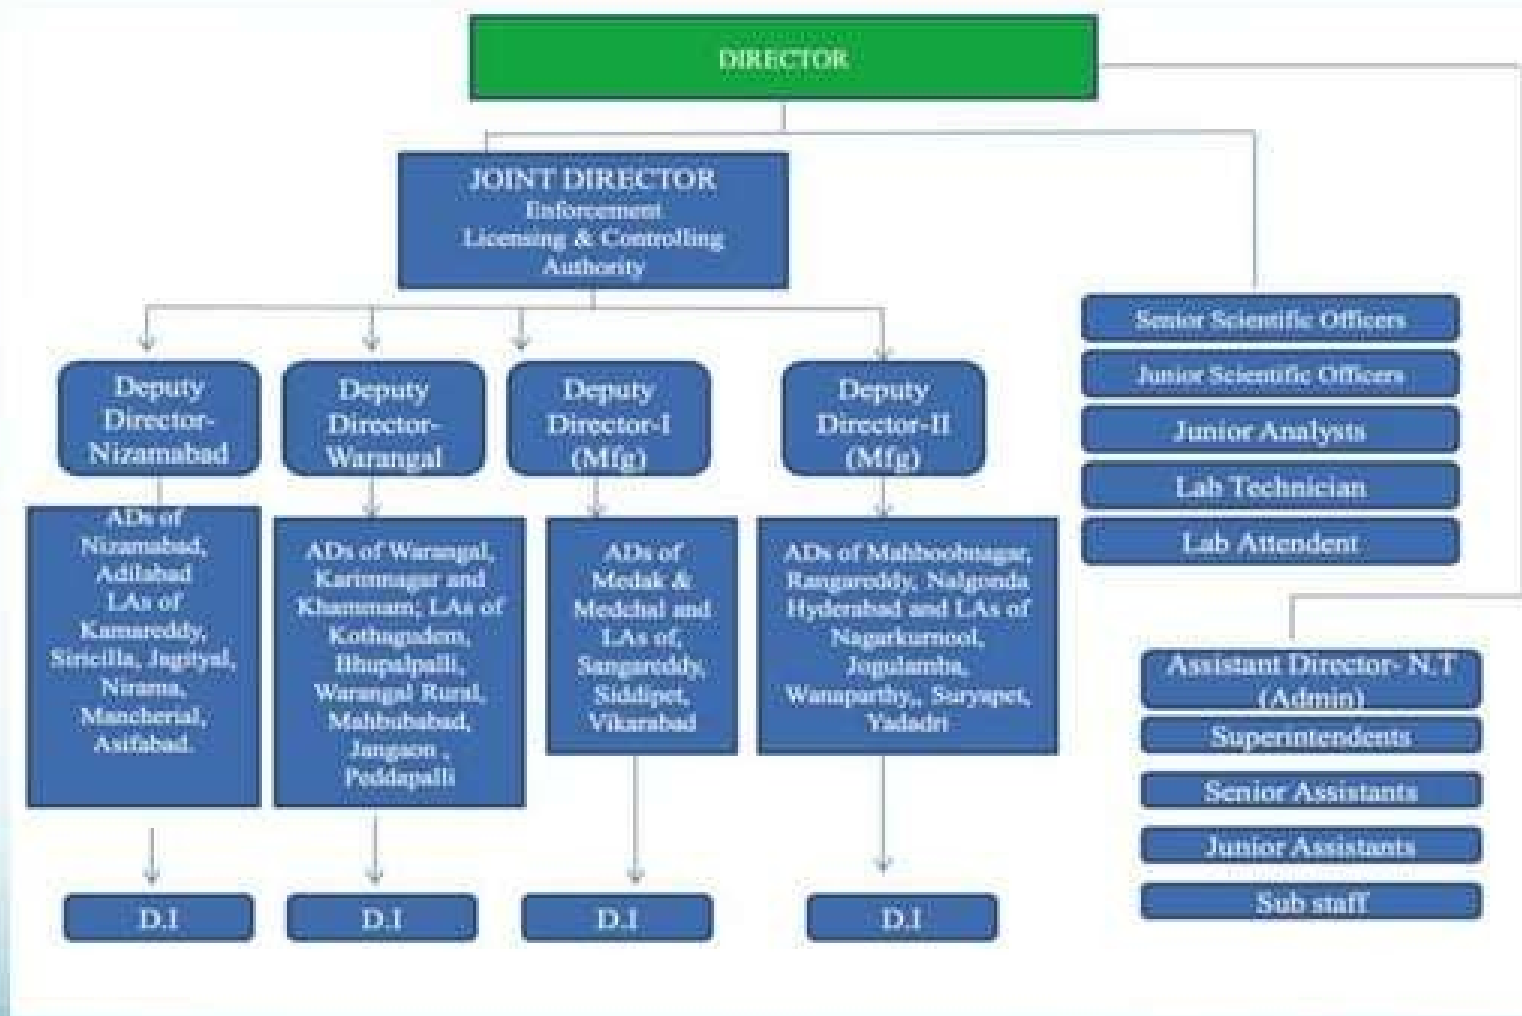 DIRECTOR
JOINT DIRECTOR
Enforcement
Licensing & Controlling
Authority
Deputy
Director-
Nizamabad
Deputy
Director-
Warangal
Deputy
Director-I
(Mfg)
Deputy
Director-II
(Mfg)
ADs of
Nizamabad,
Adilabad
LAs of
Kamareddy,
Siricilla, Jagityal,
Nirama,
Mancherial,
Asifabad.
ADs of Warangal,
Karimnagar and
Khammam; LAs of
Kothagudem,
Bhupalpalli,
Warangal Rural,
Mahbubabad,
Jangaon ,
Peddapalli
ADs of
Medak &
Medchal and
LAs of,
Sangareddy,
Siddipet,
Vikarabad
ADs of Mahboobnagar,
Rangareddy, Nalgonda
Hyderabad and LAs of
Nagarkurnool,
Jogulamba,
Wanaparthy,, Suryapet,
Yadadri
D.I
D.I
D.I
D.I
Senior Scientific Officers
Junior Scientific Officers
Junior Analysts
Lab Technician
Lab Attendent
Assistant Director- N.T
(Admin)
Superintendents
Senior Assistants
Junior Assistants
Sub staff